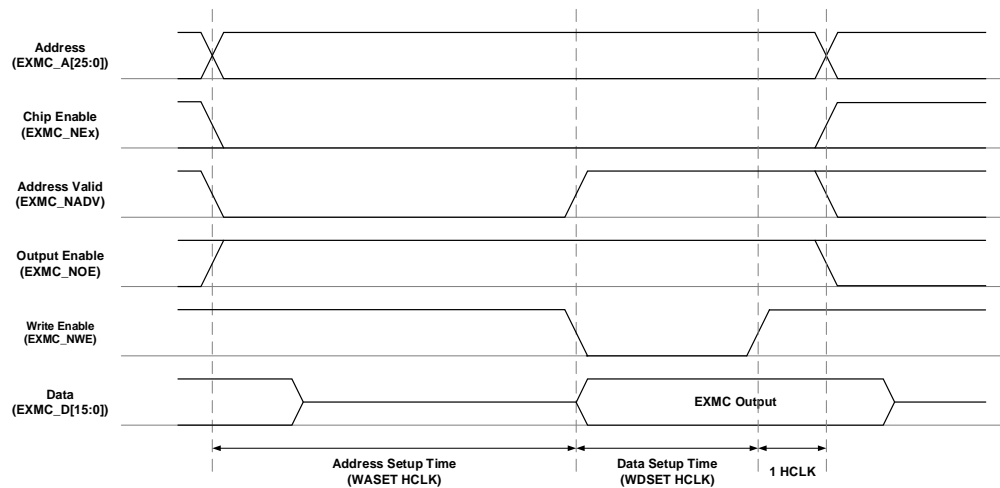 Address
(EXMC_A[25:0])
Chip Enable
(EXMC_NEx)
Address Valid
(EXMC_NADV)
Output Enable
(EXMC_NOE)
Write Enable
(EXMC_NWE)
Data
(EXMC_D[15:0])
EXMC Output
Address Setup Time
(WASET HCLK)
Data Setup Time
(WDSET HCLK)
1 HCLK